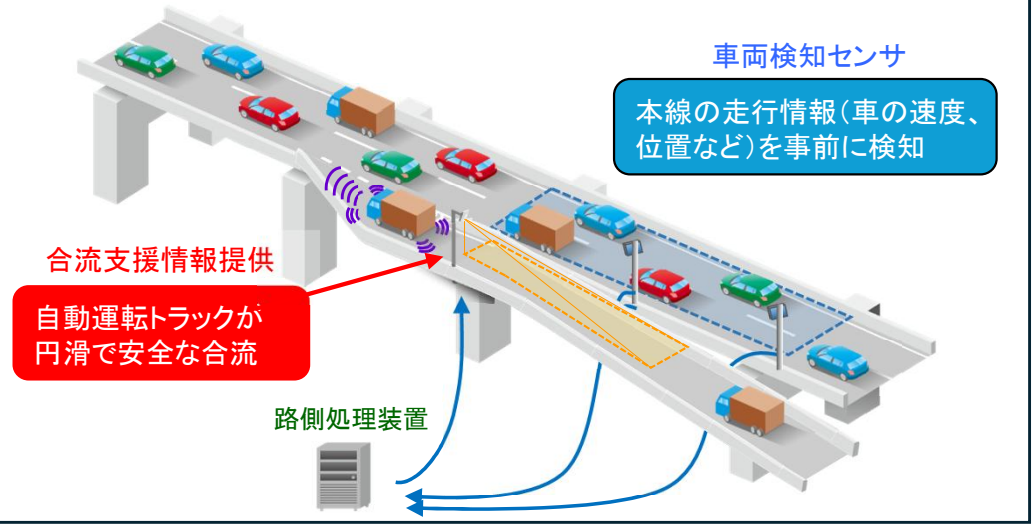 車両検知センサ
本線の走行情報(車の速度、
位置など)を事前に検知
合流支援情報提供
自動運転トラックが
円滑で安全な合流
路側処理装置